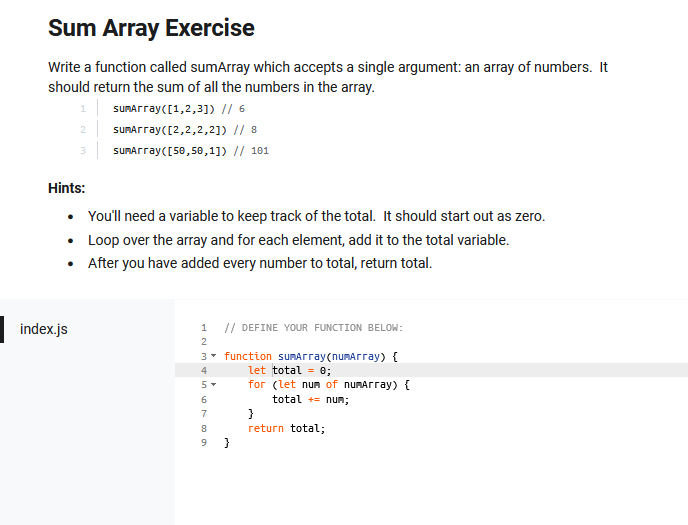 Sum Array Exercise
Write a function called sumArray which accepts a single argument: an array of numbers.  It
should return the sum of all the numbers in the array.
1 sumArray([1,2,3]) // 6
2 sumArray([2,2,2,2]) // 8
3 sumArray([50,50,1]) // 101
Hints:
• You'll need a variable to keep track of the total.  It should start out as zero.
• Loop over the array and for each element, add it to the total variable.
• After you have added every number to total, return total.
index.js
1 // DEFINE YOUR FUNCTION BELOW:
2
3 function sumArray(numArray) {
4     let total = 0;
5     for (let num of numArray) {
6         total += num;
7     }
8     return total;
9 }